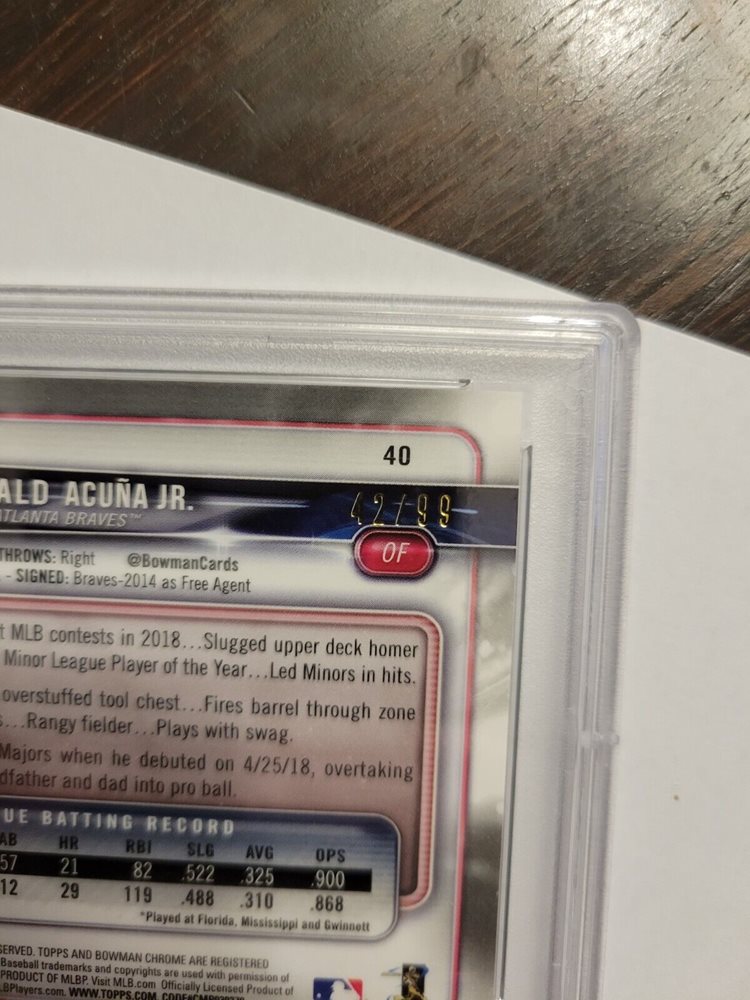 40
ALD ACUÑA JR.
42/99
ATLANTA BRAVES™
OF
THROWS: Right @BowmanCards
- SIGNED: Braves-2014 as Free Agent
t MLB contests in 2018...Slugged upper deck homer
Minor League Player of the Year...Led Minors in hits.
overstuffed tool chest...Fires barrel through zone
s...Rangy fielder...Plays with swag.
Majors when he debuted on 4/25/18, overtaking
dfather and dad into pro ball.
UE BATTING RECORD
AB HR RBI SLG AVG OPS
57 21 82 .522 .325 .900
12 29 119 .488 .310 .868
*Played at Florida, Mississippi and Gwinnett
SERVED. TOPPS AND BOWMAN CHROME ARE REGISTERED
Baseball trademarks and copyrights are used with permission of
PRODUCT OF MLBP. Visit MLB.com Officially Licensed Product of
LBPlayers.com. WWW.TOPPS.COM